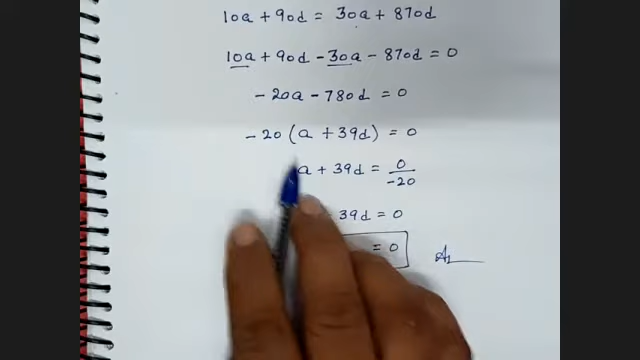 10a + 90d = 30a + 870d
10a + 90d - 30a - 870d = 0
- 20a - 780d = 0
- 20 (a + 39d) = 0
a + 39d = 0/-20
39d = 0
= 0